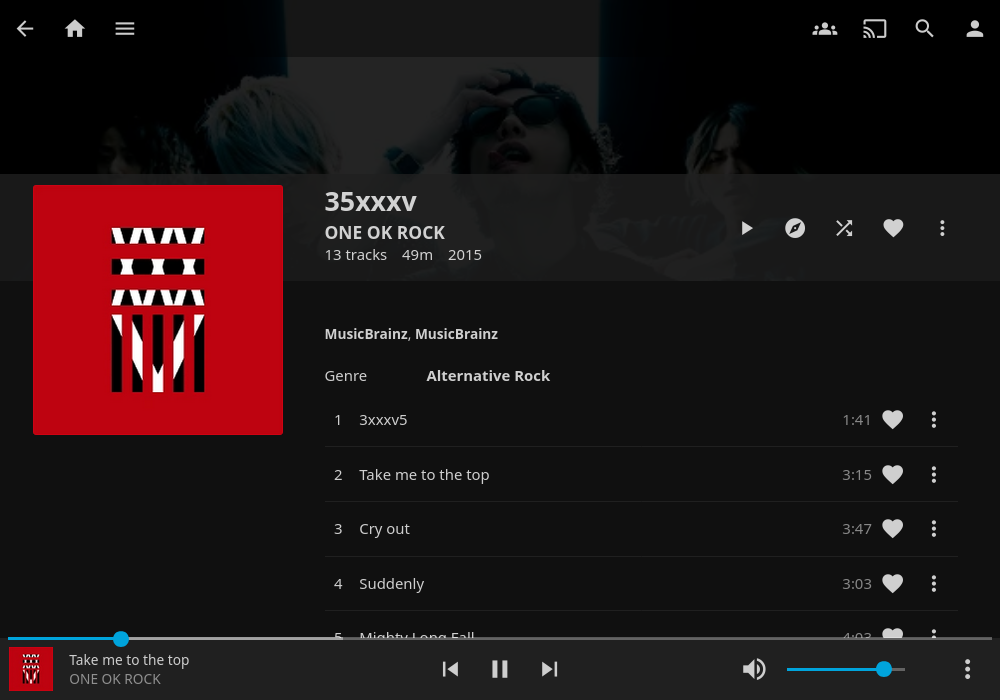 35xxxv
ONE OK ROCK
13 tracks 49m 2015
MusicBrainz, MusicBrainz
Genre Alternative Rock
1 3xxxv5 1:41
2 Take me to the top 3:15
3 Cry out 3:47
4 Suddenly 3:03
5 Mighty Long Fall 4:03
Take me to the top
ONE OK ROCK